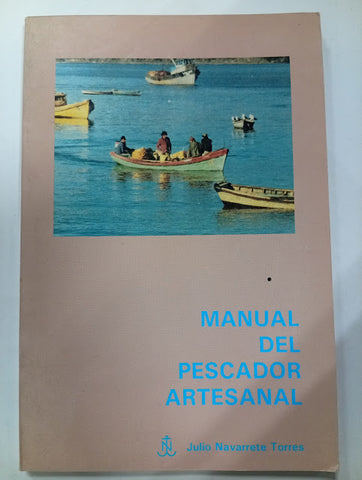 MANUAL
DEL
PESCADOR
ARTESANAL
Julio Navarrete Torres